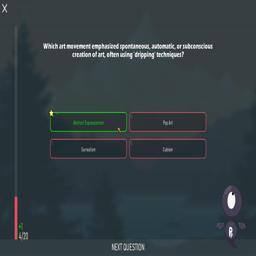 X
Which art movement emphasized spontaneous, automatic, or subconscious
creation of art, often using 'dripping' techniques?
Abstract Expressionism
Pop Art
Surrealism
Cubism
+1
4/20
R
NEXT QUESTION